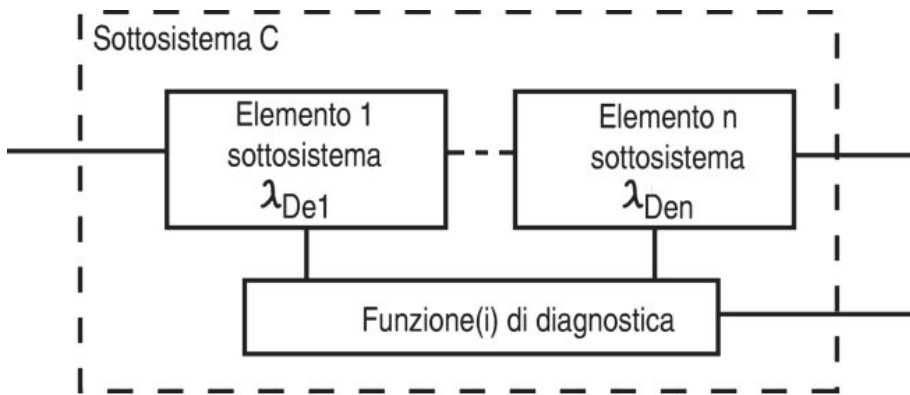 Sottosistema C
Elemento 1
sottosistema
λDe1
Elemento n
sottosistema
λDen
Funzione(i) di diagnostica